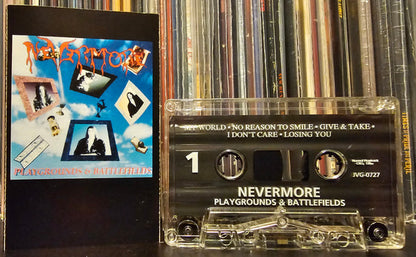 NEVERMORE
PLAYGROUNDS & BATTLEFIELDS
MY WORLD • NO REASON TO SMILE • GIVE & TAKE •
I DON'T CARE • LOSING YOU
1
JVG-0727
NEVERMORE
PLAYGROUNDS & BATTLEFIELDS